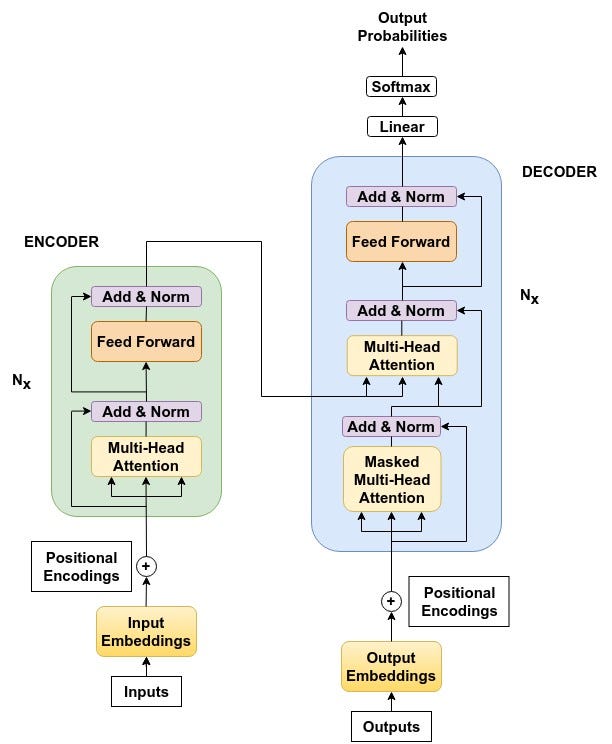 Output
Probabilities
Softmax
Linear
DECODER
Add & Norm
Feed Forward
Add & Norm
Nx
Multi-Head
Attention
Add & Norm
Masked
Multi-Head
Attention
+
Positional
Encodings
Output
Embeddings
Outputs
ENCODER
Add & Norm
Feed Forward
Nx
Add & Norm
Multi-Head
Attention
Positional
Encodings
+
Input
Embeddings
Inputs